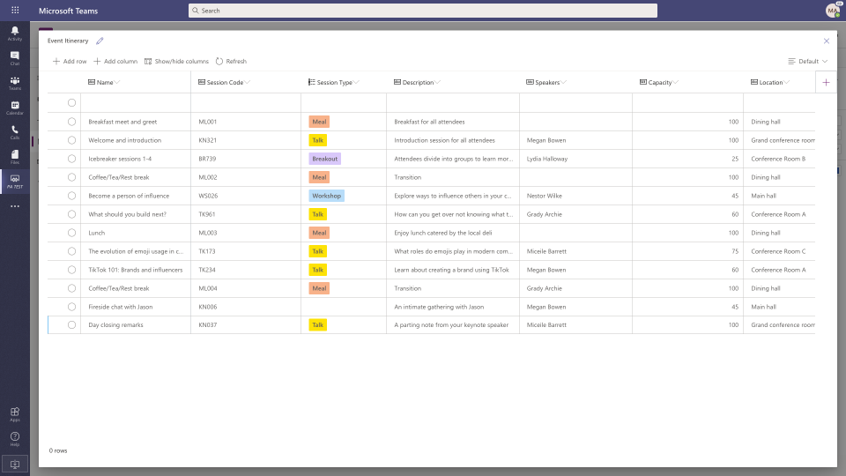 Microsoft Teams
Search
MA
Activity
Chat
Teams
Calendar
Calls
Files
PA-TEST
Apps
Help
Event Itinerary
Add row Add column Show/hide columns Refresh Default
Name Session Code Session Type Description Speakers Capacity Location
Breakfast meet and greet ML001 Meal Breakfast for all attendees 100 Dining hall
Welcome and introduction KN321 Talk Introduction session for all attendees Megan Bowen 100 Grand conference room
Icebreaker sessions 1-4 BR739 Breakout Attendees divide into groups to learn mor... Lydia Holloway 25 Conference Room B
Coffee/Tea/Rest break ML002 Meal Transition 100 Dining hall
Become a person of influence WS026 Workshop Explore ways to influence others in your c... Nestor Wilke 45 Main hall
What should you build next? TK961 Talk How can you get over not knowing what t... Grady Archie 60 Conference Room A
Lunch ML003 Meal Enjoy lunch catered by the local deli 100 Dining hall
The evolution of emoji usage in c... TK173 Talk What roles do emojis play in modern com... Miceile Barrett 75 Conference Room C
TikTok 101: Brands and influencers TK234 Talk Learn about creating a brand using TikTok Megan Bowen 60 Conference Room A
Coffee/Tea/Rest break ML004 Meal Transition Grady Archie 100 Dining hall
Fireside chat with Jason KN006 An intimate gathering with Jason Megan Bowen 45 Main hall
Day closing remarks KN037 Talk A parting note from your keynote speaker Miceile Barrett 100 Grand conference room
0 rows